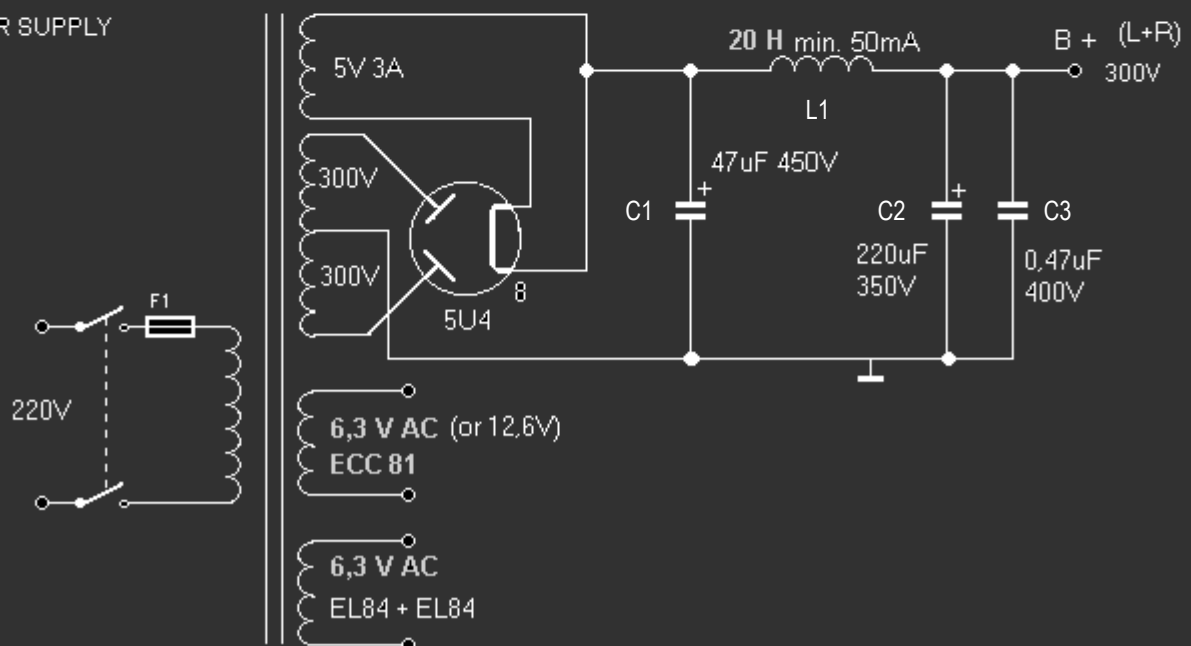 R SUPPLY
5V 3A
20 H min. 50mA
B + (L+R)
300V
L1
300V
47uF 450V
+
C1
+
C2
C3
220uF
350V
0,47uF
400V
300V
8
5U4
F1
220V
6,3 V AC (or 12,6V)
ECC 81
6,3 V AC
EL84 + EL84